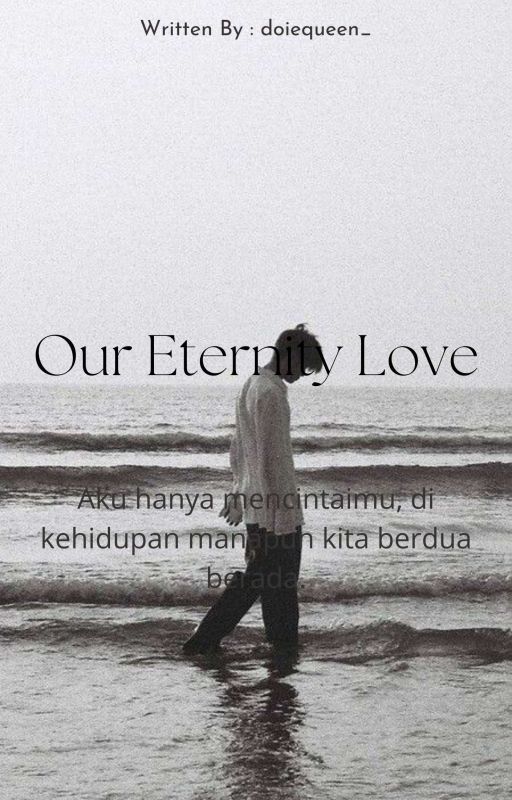 Written By : doiequeen_
Our Eternity Love
Aku hanya mencintaimu, di
kehidupan manapun kita berdua
berada